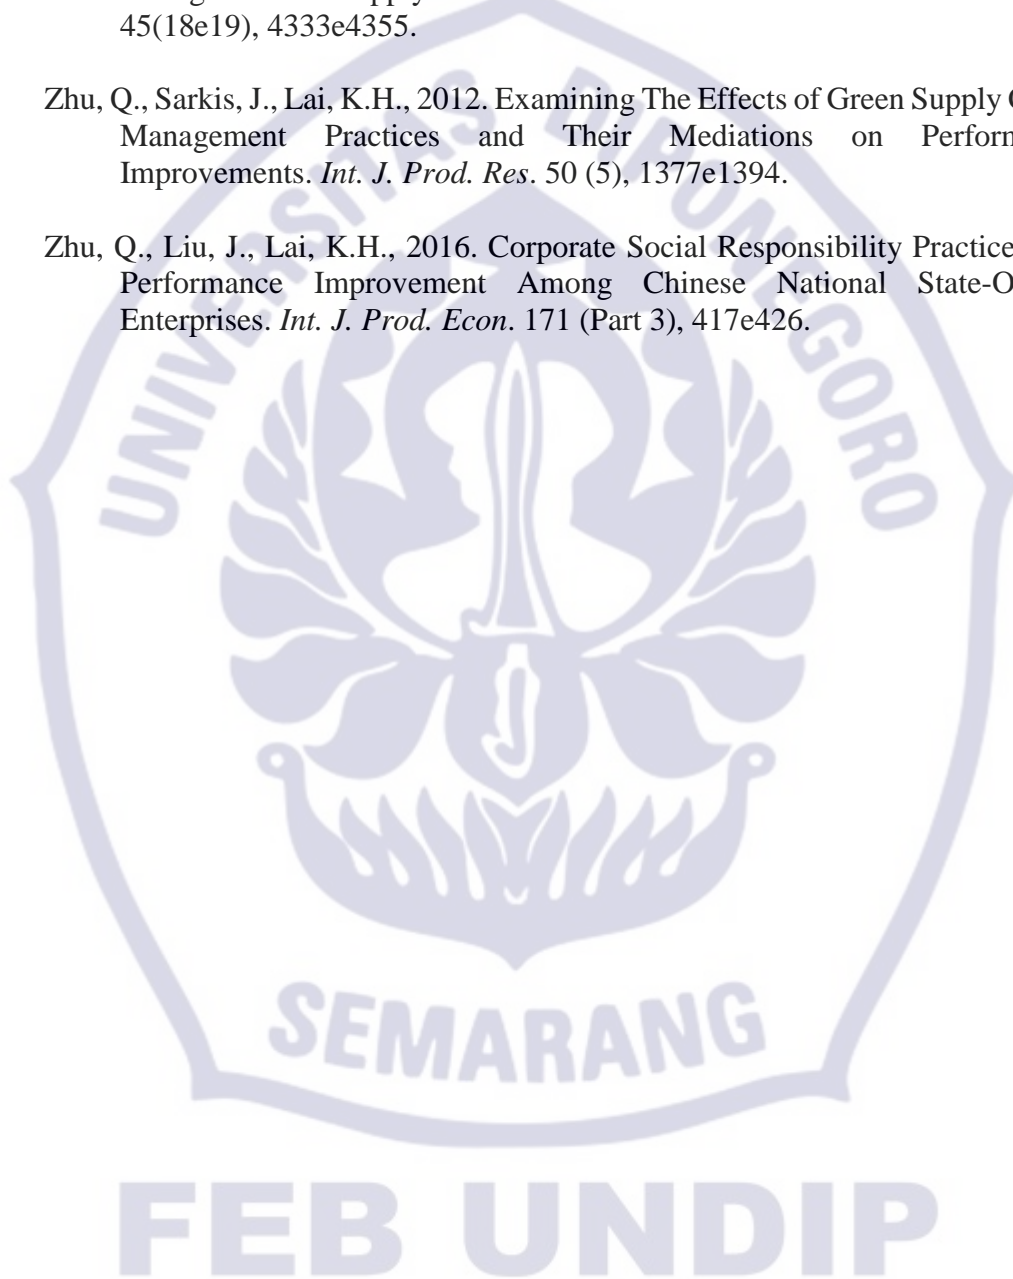 45(18e19), 4333e4355.
Zhu, Q., Sarkis, J., Lai, K.H., 2012. Examining The Effects of Green Supply
Management Practices and Their Mediations on Perform
Improvements. Int. J. Prod. Res. 50 (5), 1377e1394.
Zhu, Q., Liu, J., Lai, K.H., 2016. Corporate Social Responsibility Practice
Performance Improvement Among Chinese National State-O
Enterprises. Int. J. Prod. Econ. 171 (Part 3), 417e426.
UNIVERSITAS DIPONEGORO
SEMARANG
FEB UNDIP